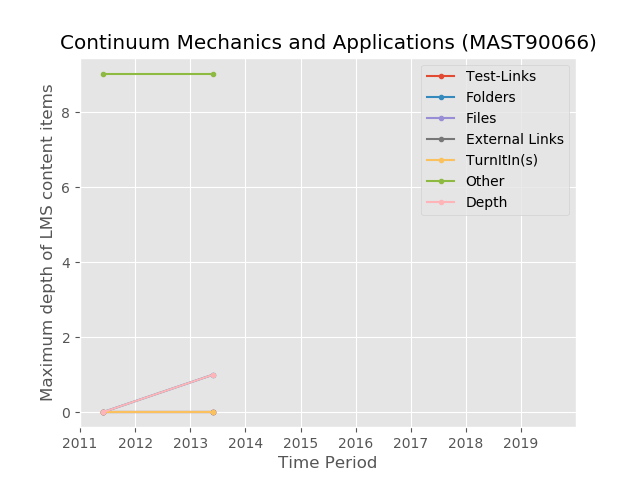 Continuum Mechanics and Applications (MAST90066)
Maximum depth of LMS content items
8
6
4
2
0
Test-Links
Folders
Files
External Links
TurnItIn(s)
Other
Depth
2011 2012 2013 2014 2015 2016 2017 2018 2019
Time Period